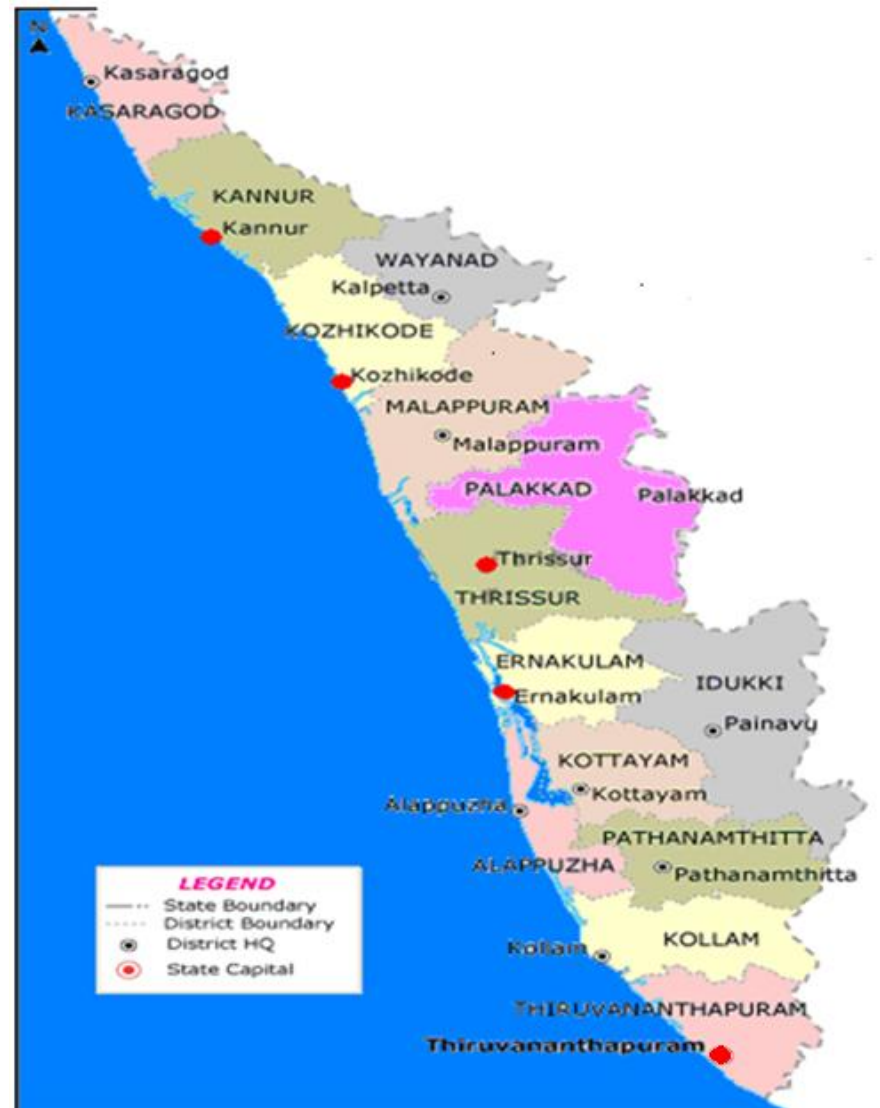 N
Kasaragod
KASARAGOD
KANNUR
Kannur
WAYANAD
Kalpetta
KOZHIKODE
Kozhikode
MALAPPURAM
Malappuram
PALAKKAD
Palakkad
Thrissur
THRISSUR
ERNAKULAM
Ernakulam
IDUKKI
Painavu
KOTTAYAM
Kottayam
Alappuzha
PATHANAMTHITTA
ALAPPUZHA
Pathanamthitta
KOLLAM
Kollam
THIRUVANANTHAPURAM
Thiruvananthapuram
LEGEND
State Boundary
District Boundary
District HQ
State Capital